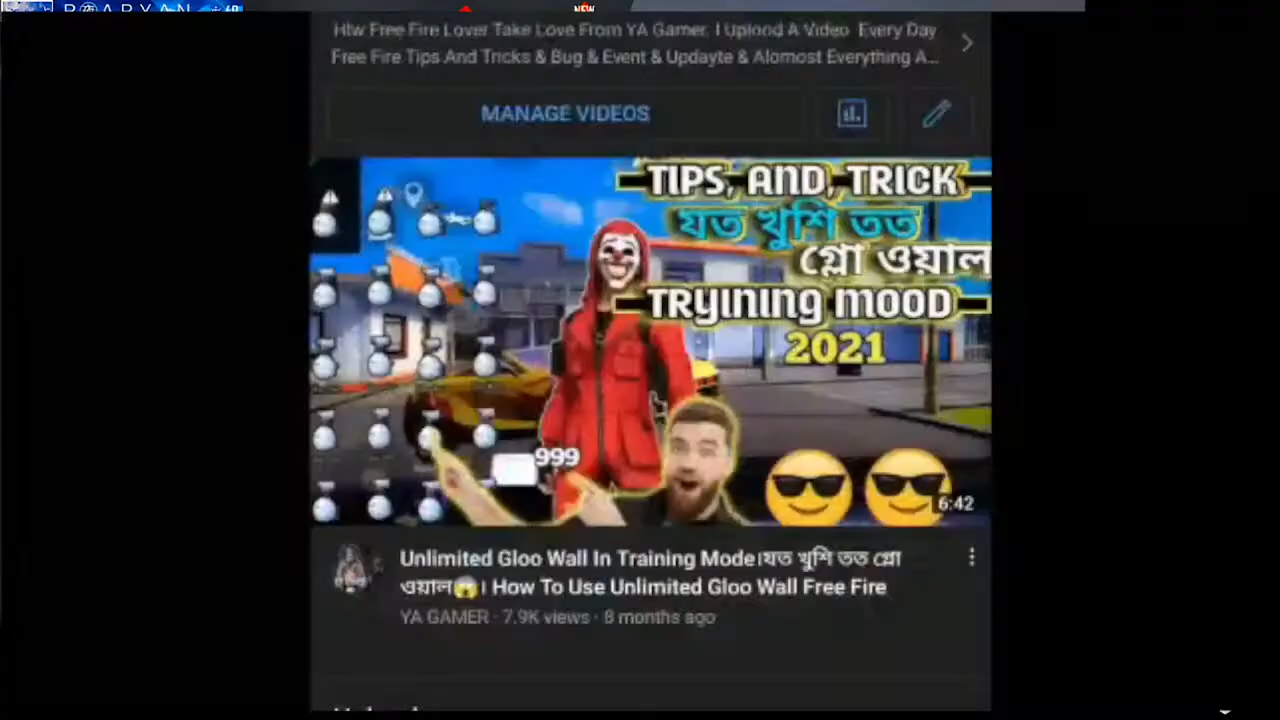 NEW
Htw Free Fire Lover Take Love From YA Gamer. I Uplond A Video Every Day
Free Fire Tips And Tricks & Bug & Event & Updayte & Alomost Everything A...
MANAGE VIDEOS
TIPS, AND, TRICK
যত খুশি তত
গ্লো ওয়াল
TRYINING MOOD
2021
999
6:42
Unlimited Gloo Wall In Training Mode।যত খুশি তত গ্লো
ওয়াল😱। How To Use Unlimited Gloo Wall Free Fire
YA GAMER · 7.9K views · 8 months ago